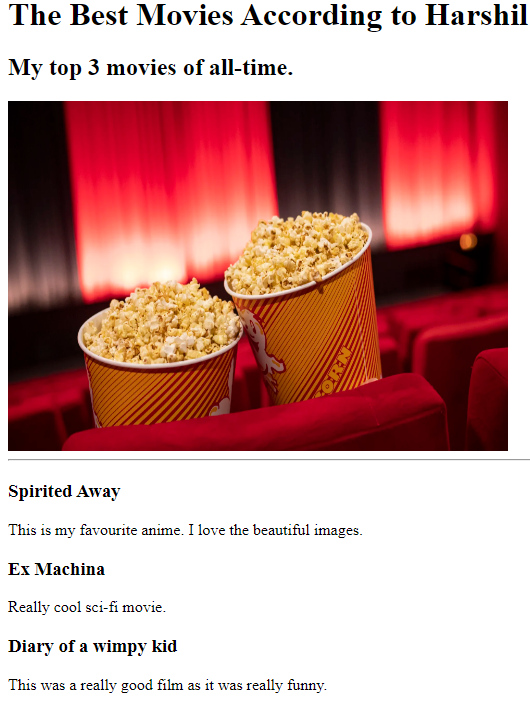 The Best Movies According to Harshil
My top 3 movies of all-time.
ORN
Spirited Away
This is my favourite anime. I love the beautiful images.
Ex Machina
Really cool sci-fi movie.
Diary of a wimpy kid
This was a really good film as it was really funny.